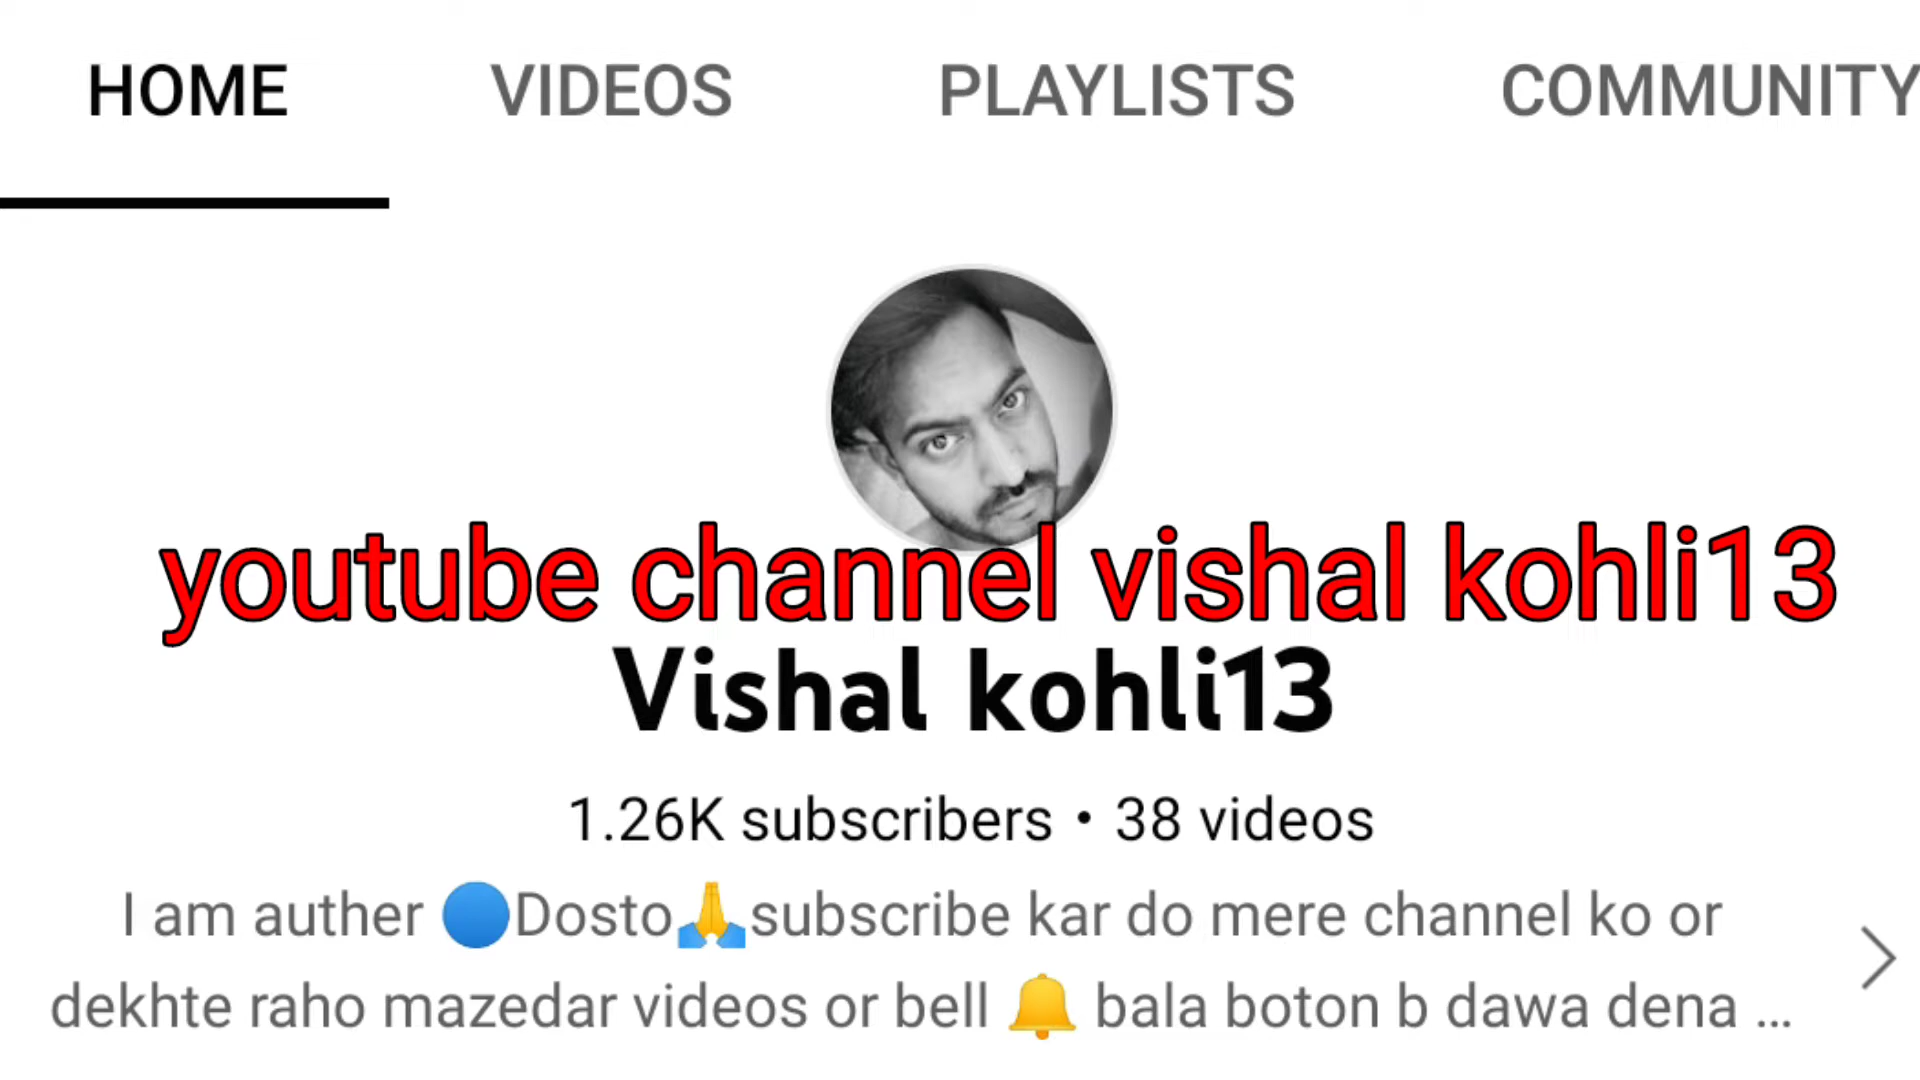 HOME VIDEOS PLAYLISTS COMMUNITY
youtube channel vishal kohli13
Vishal kohli13
1.26K subscribers • 38 videos
I am auther 🔵Dosto🙏subscribe kar do mere channel ko or
dekhte raho mazedar videos or bell 🔔 bala boton b dawa dena ...